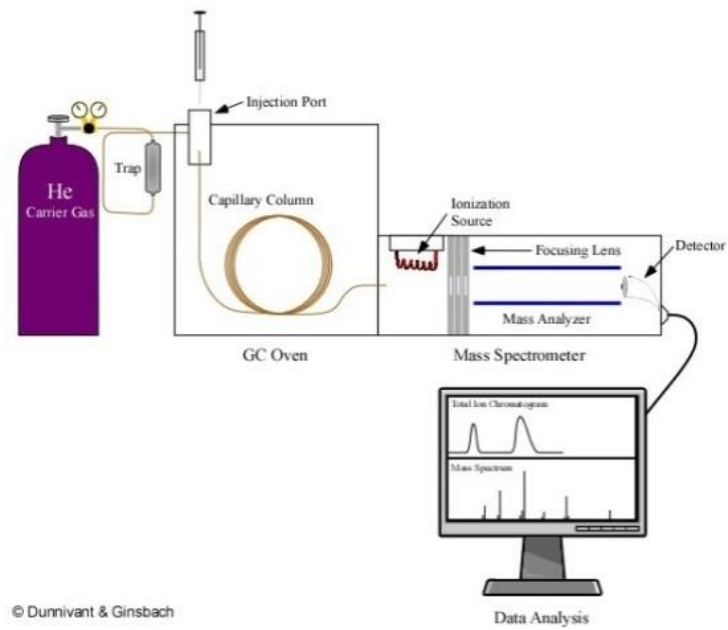 Injection Port
He
Carrier Gas
Trap
Capillary Column
Ionization
Source
Focusing Lens
Detector
Mass Analyzer
GC Oven
Mass Spectrometer
Total Ion Chromatogram
Mass Spectrum
© Dunnivant & Ginsbach
Data Analysis